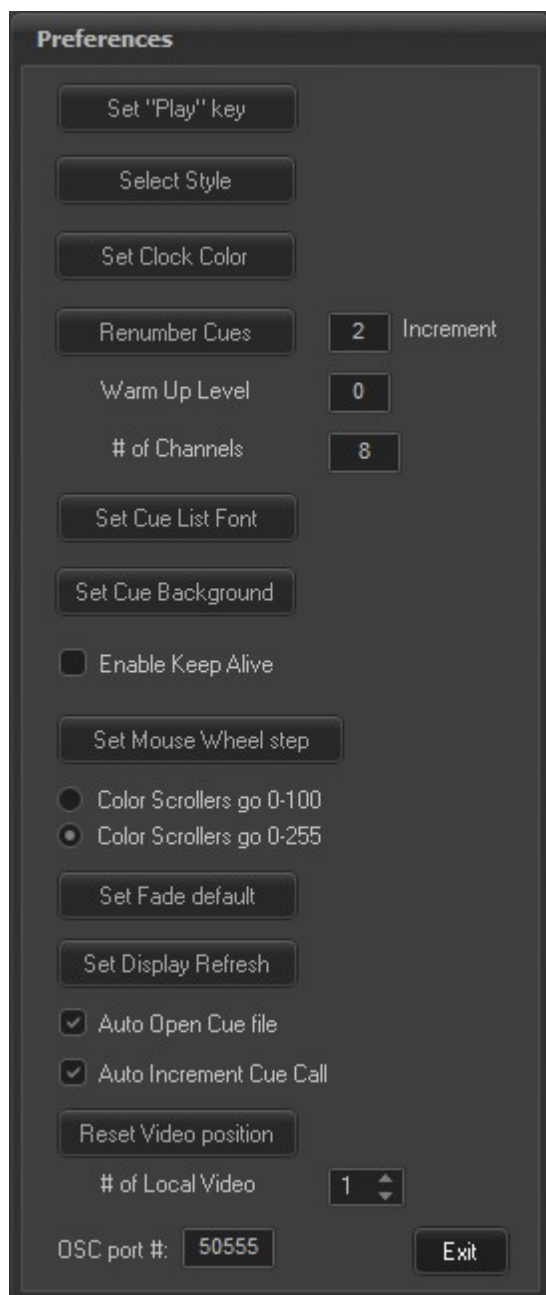 Preferences
Set "Play" key
Select Style
Set Clock Color
Renumber Cues 2 Increment
Warm Up Level 0
# of Channels 8
Set Cue List Font
Set Cue Background
Enable Keep Alive
Set Mouse Wheel step
Color Scrollers go 0-100
Color Scrollers go 0-255
Set Fade default
Set Display Refresh
Auto Open Cue file
Auto Increment Cue Call
Reset Video position
# of Local Video 1
OSC port #: 50555 Exit